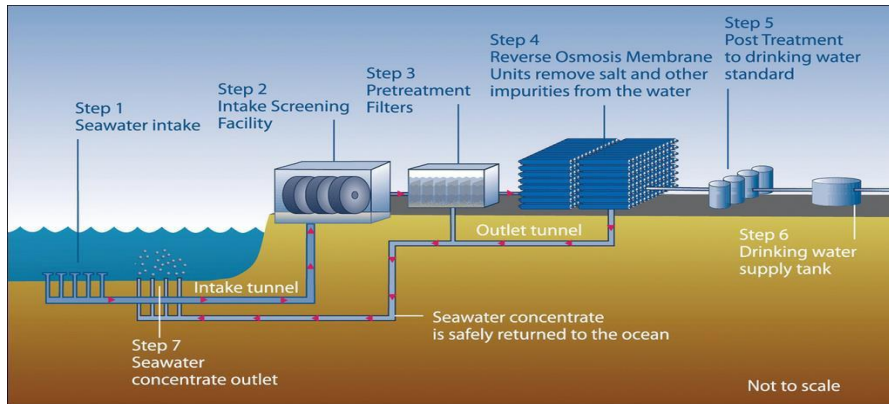 Step 1
Seawater intake
Step 2
Intake Screening
Facility
Step 3
Pretreatment
Filters
Step 4
Reverse Osmosis Membrane
Units remove salt and other
impurities from the water
Step 5
Post Treatment
to drinking water
standard
Outlet tunnel
Step 6
Drinking water
supply tank
Intake tunnel
Seawater concentrate
is safely returned to the ocean
Step 7
Seawater
concentrate outlet
Not to scale